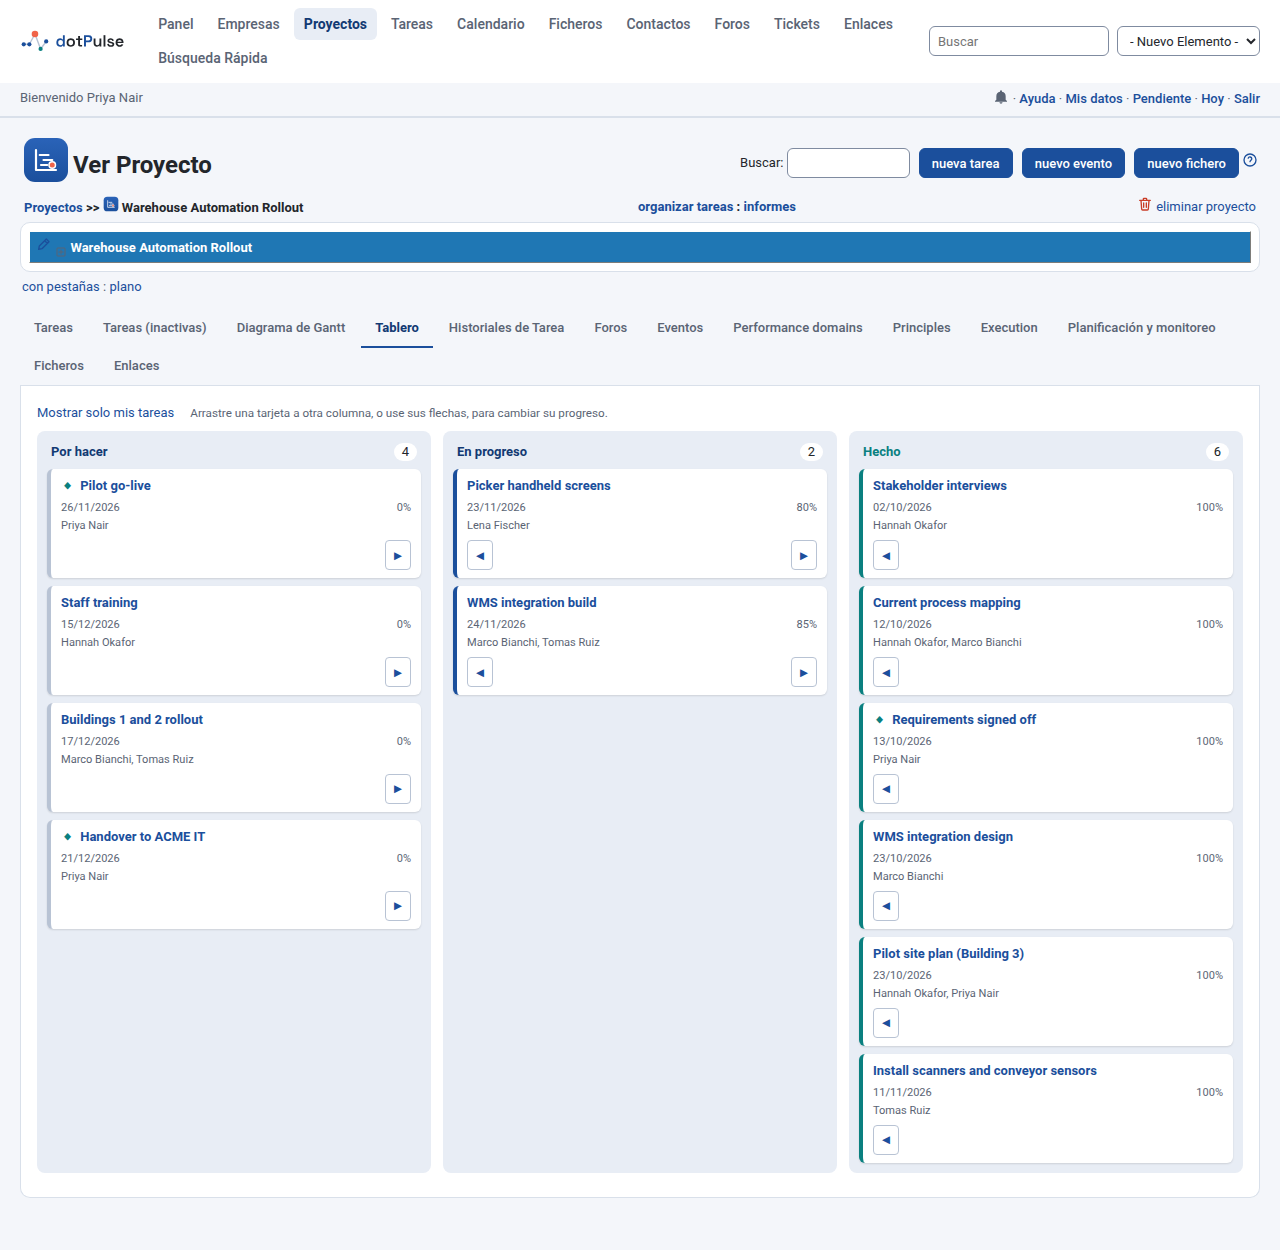 dotPulse
Panel Empresas Proyectos Tareas Calendario Ficheros Contactos Foros Tickets Enlaces
Búsqueda Rápida
Buscar
- Nuevo Elemento -
Bienvenido Priya Nair
· Ayuda · Mis datos · Pendiente · Hoy · Salir
Ver Proyecto
Buscar:
nueva tarea
nuevo evento
nuevo fichero
Proyectos >> Warehouse Automation Rollout
organizar tareas : informes
eliminar proyecto
Warehouse Automation Rollout
con pestañas : plano
Tareas Tareas (inactivas) Diagrama de Gantt Tablero Historiales de Tarea Foros Eventos Performance domains Principles Execution Planificación y monitoreo
Ficheros Enlaces
Mostrar solo mis tareas Arrastre una tarjeta a otra columna, o use sus flechas, para cambiar su progreso.
Por hacer 4
Pilot go-live
26/11/2026 0%
Priya Nair
▶
Staff training
15/12/2026 0%
Hannah Okafor
▶
Buildings 1 and 2 rollout
17/12/2026 0%
Marco Bianchi, Tomas Ruiz
▶
Handover to ACME IT
21/12/2026 0%
Priya Nair
▶
En progreso 2
Picker handheld screens
23/11/2026 80%
Lena Fischer
◀ ▶
WMS integration build
24/11/2026 85%
Marco Bianchi, Tomas Ruiz
◀ ▶
Hecho 6
Stakeholder interviews
02/10/2026 100%
Hannah Okafor
◀
Current process mapping
12/10/2026 100%
Hannah Okafor, Marco Bianchi
◀
Requirements signed off
13/10/2026 100%
Priya Nair
◀
WMS integration design
23/10/2026 100%
Marco Bianchi
◀
Pilot site plan (Building 3)
23/10/2026 100%
Hannah Okafor, Priya Nair
◀
Install scanners and conveyor sensors
11/11/2026 100%
Tomas Ruiz
◀